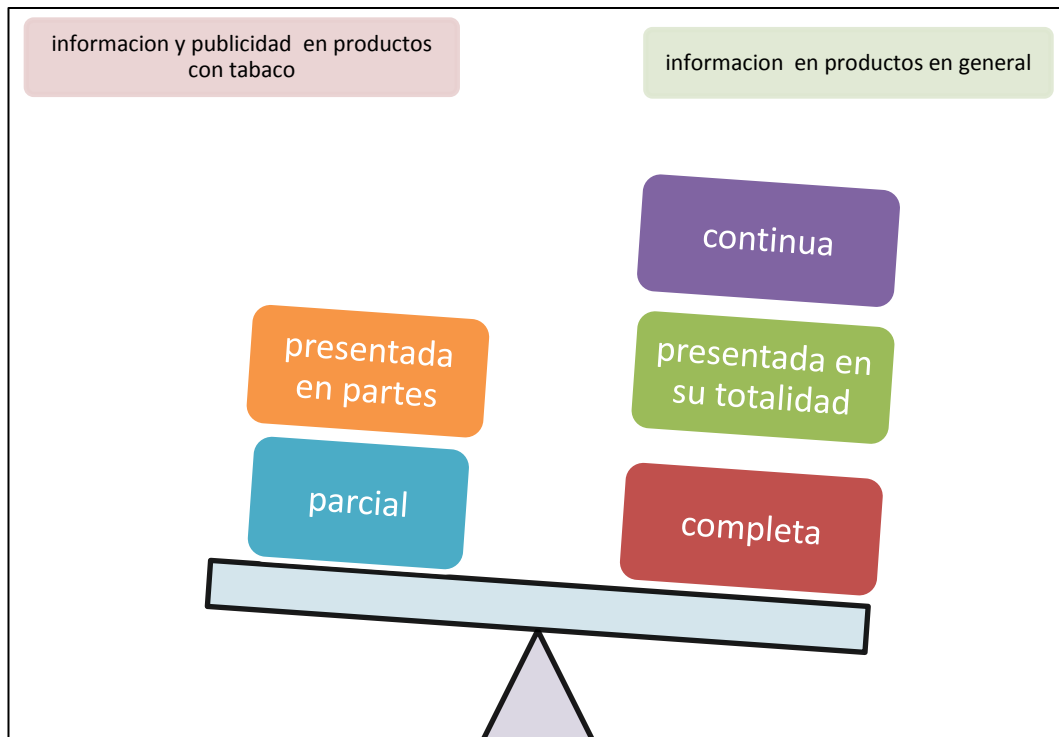 informacion y publicidad en productos
con tabaco
informacion en productos en general
continua
presentada
en partes
presentada en
su totalidad
parcial
completa